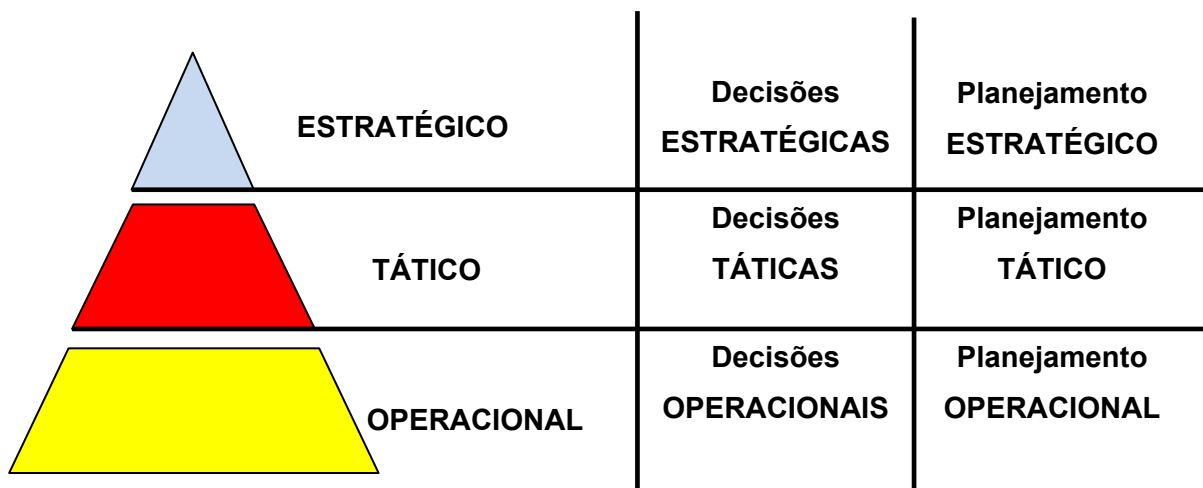 ESTRATÉGICO
Decisões
ESTRATÉGICAS
Planejamento
ESTRATÉGICO
TÁTICO
Decisões
TÁTICAS
Planejamento
TÁTICO
OPERACIONAL
Decisões
OPERACIONAIS
Planejamento
OPERACIONAL